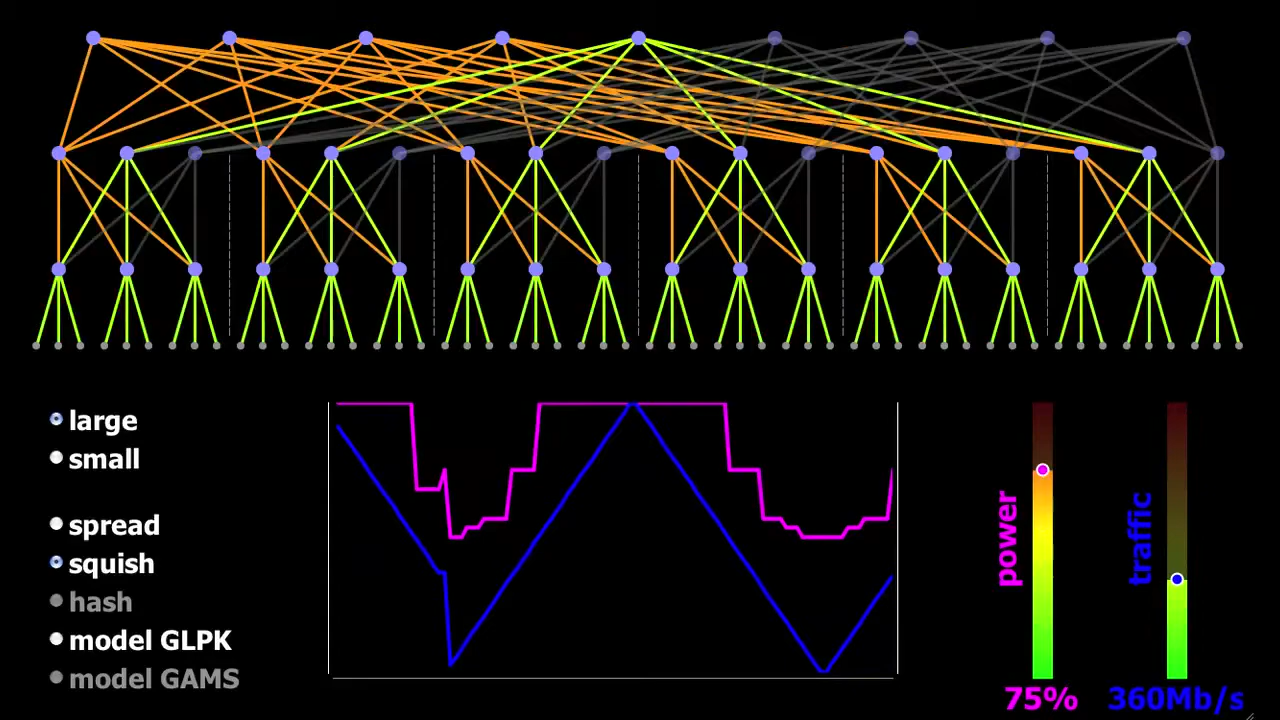 large
small
spread
squish
hash
model GLPK
model GAMS
power
traffic
75%
360Mb/s